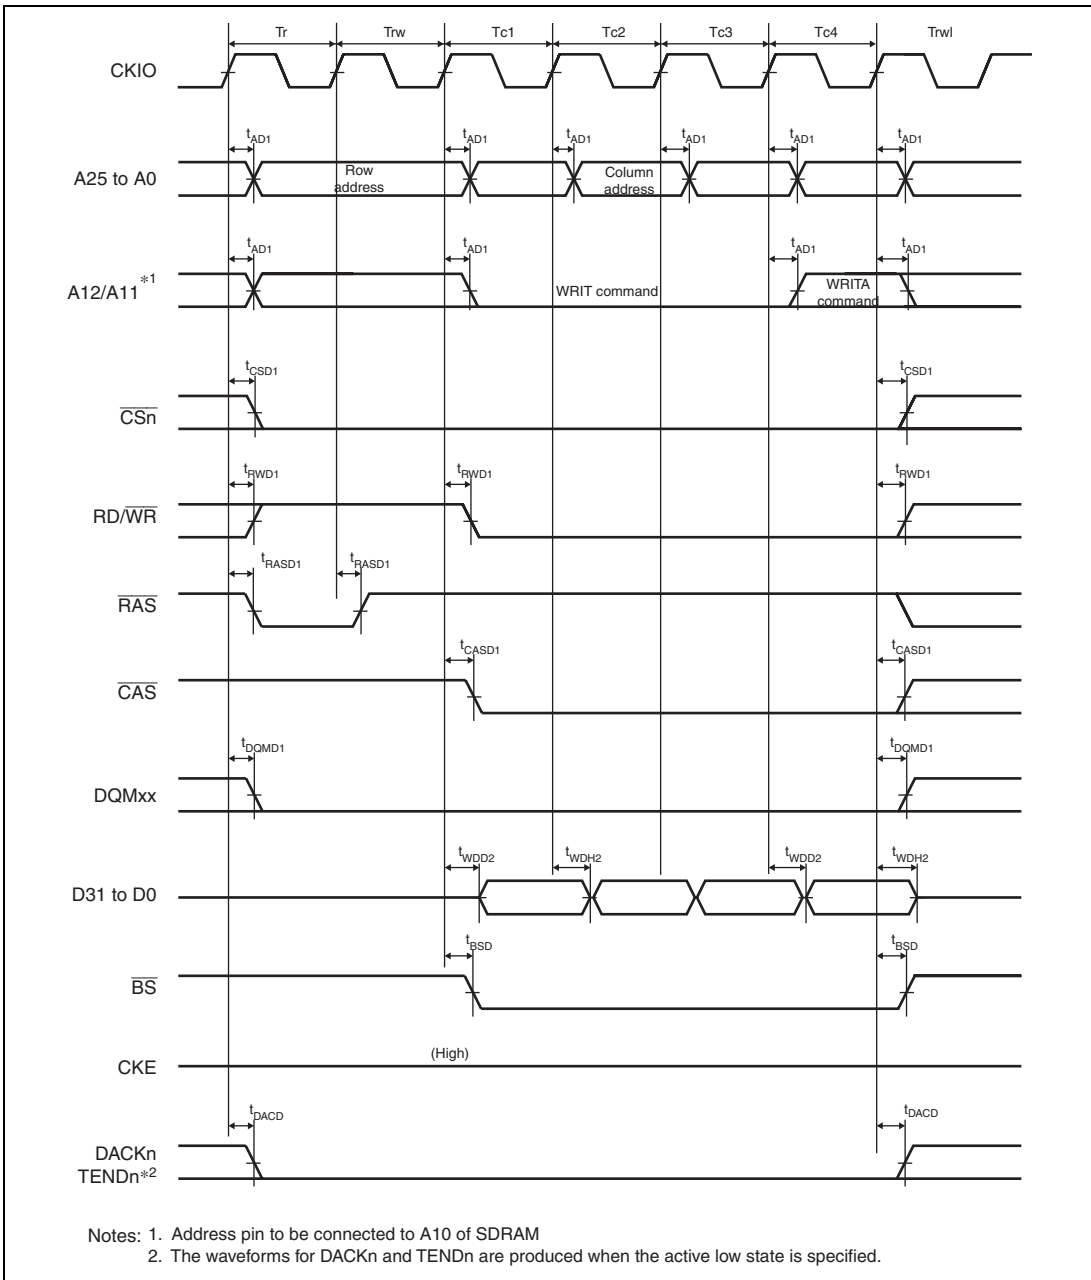 Tr Trw Tc1 Tc2 Tc3 Tc4 Trwl
CKIO
tAD1 tAD1 tAD1 tAD1 tAD1 tAD1
A25 to A0
Row
address
Column
address
tAD1 tAD1 tAD1 tAD1
A12/A11*1
WRIT command
WRITA
command
tCSD1 tCSD1
CSn
tRWD1 tRWD1 tRWD1
RD/WR
tRASD1 tRASD1
RAS
tCASD1 tCASD1
CAS
tDQMD1 tDQMD1
DQMxx
tWDD2 tWDH2 tWDD2 tWDH2
D31 to D0
tBSD tBSD
BS
(High)
CKE
tDACD tDACD
DACKn
TENDn*2
Notes: 1. Address pin to be connected to A10 of SDRAM
2. The waveforms for DACKn and TENDn are produced when the active low state is specified.